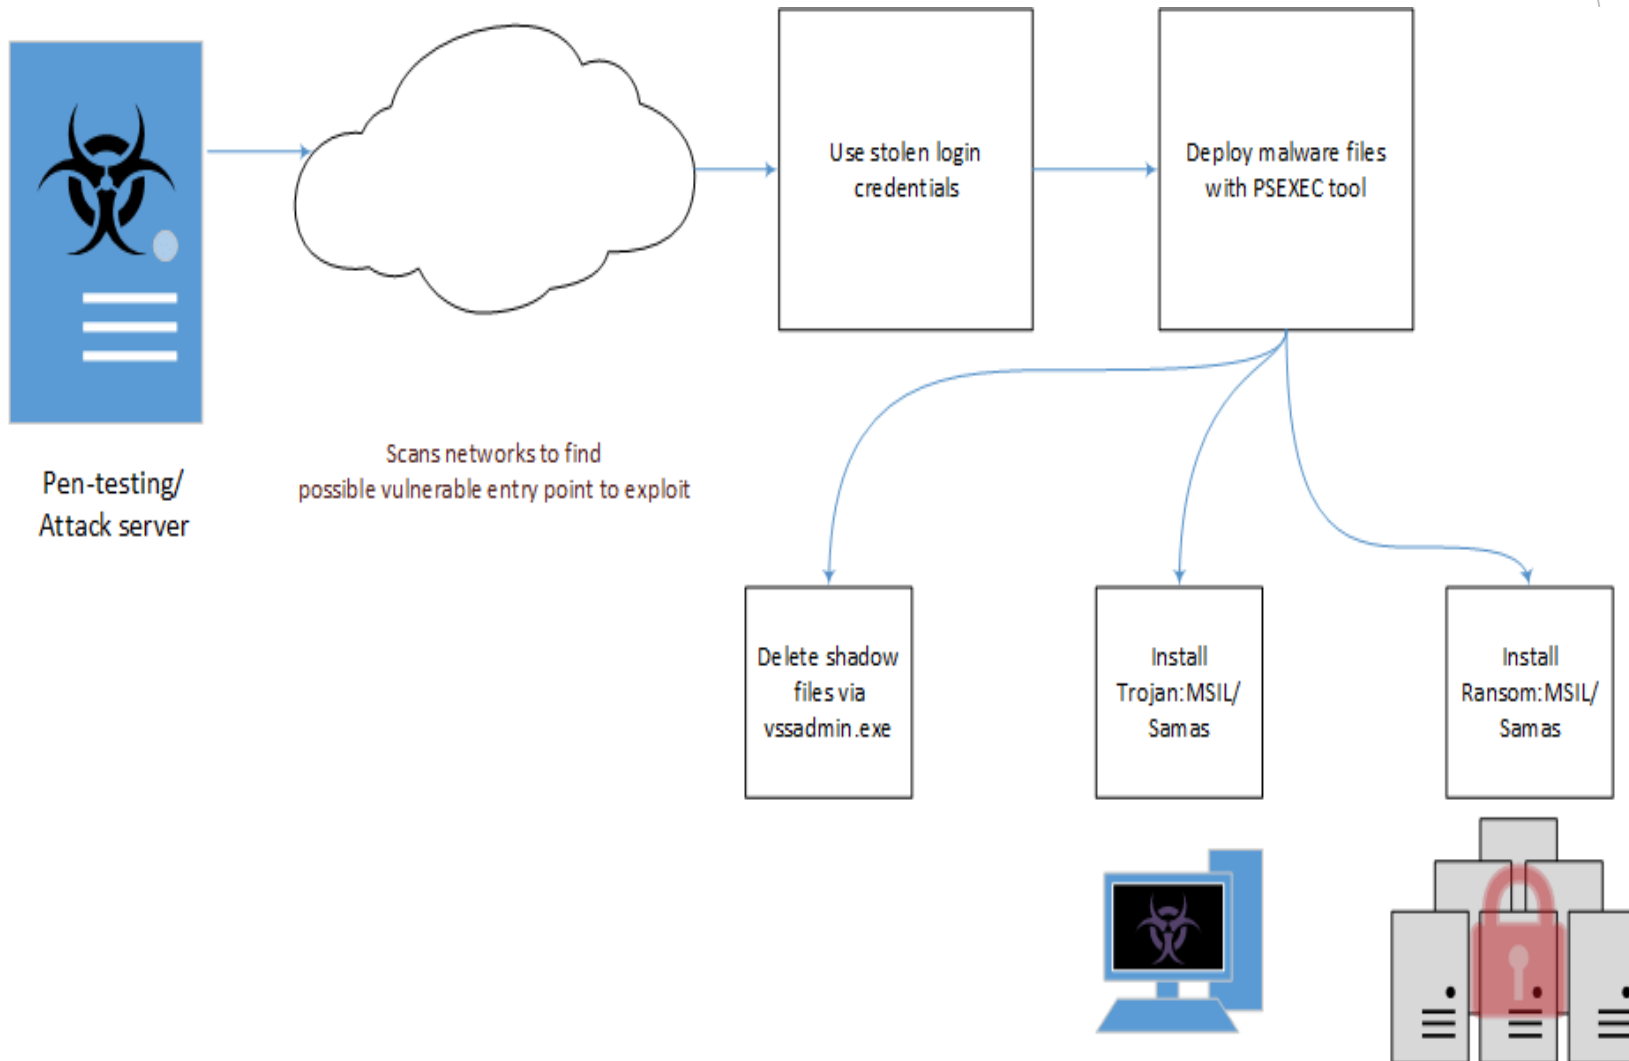 Pen-testing/
Attack server
Scans networks to find
possible vulnerable entry point to exploit
Use stolen login
credentials
Deploy malware files
with PSEXEC tool
Delete shadow
files via
vssadmin.exe
Install
Trojan:MSIL/
Samas
Install
Ransom:MSIL/
Samas